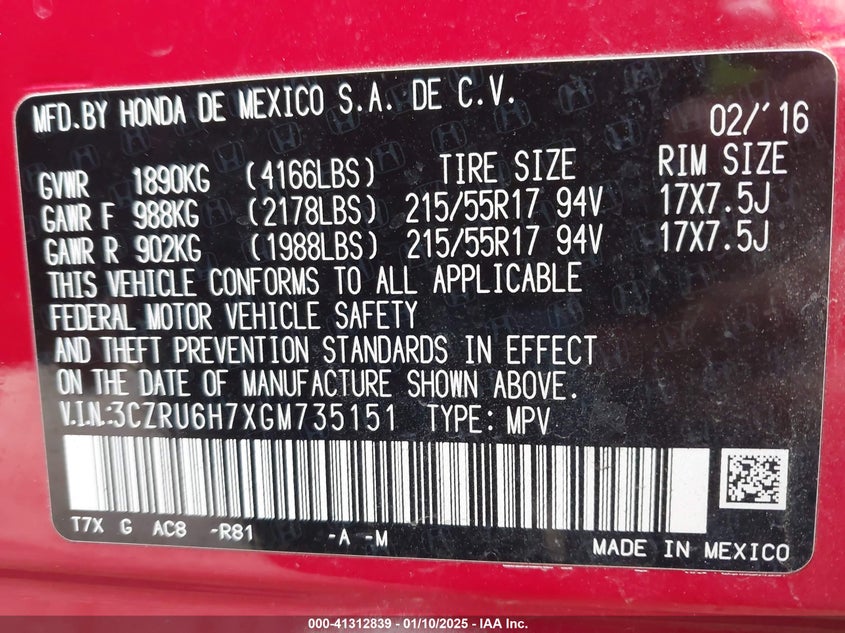 MFD.BY HONDA DE MEXICO S.A. DE C.V.
02/'16
GVWR 1890KG (4166LBS) TIRE SIZE RIM SIZE
GAWR F 988KG (2178LBS) 215/55R17 94V 17X7.5J
GAWR R 902KG (1988LBS) 215/55R17 94V 17X7.5J
THIS VEHICLE CONFORMS TO ALL APPLICABLE
FEDERAL MOTOR VEHICLE SAFETY
AND THEFT PREVENTION STANDARDS IN EFFECT
ON THE DATE OF MANUFACTURE SHOWN ABOVE.
V.I.N.:3CZRU6H7XGM735151 TYPE: MPV
T7X G AC8 -R81 -A -M
MADE IN MEXICO
000-41312839 - 01/10/2025 - IAA Inc.